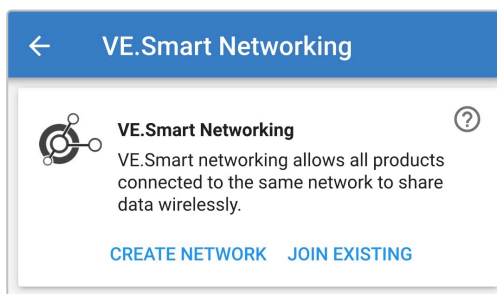 VE.Smart Networking
VE.Smart Networking
VE.Smart networking allows all products
connected to the same network to share
data wirelessly.
CREATE NETWORK JOIN EXISTING